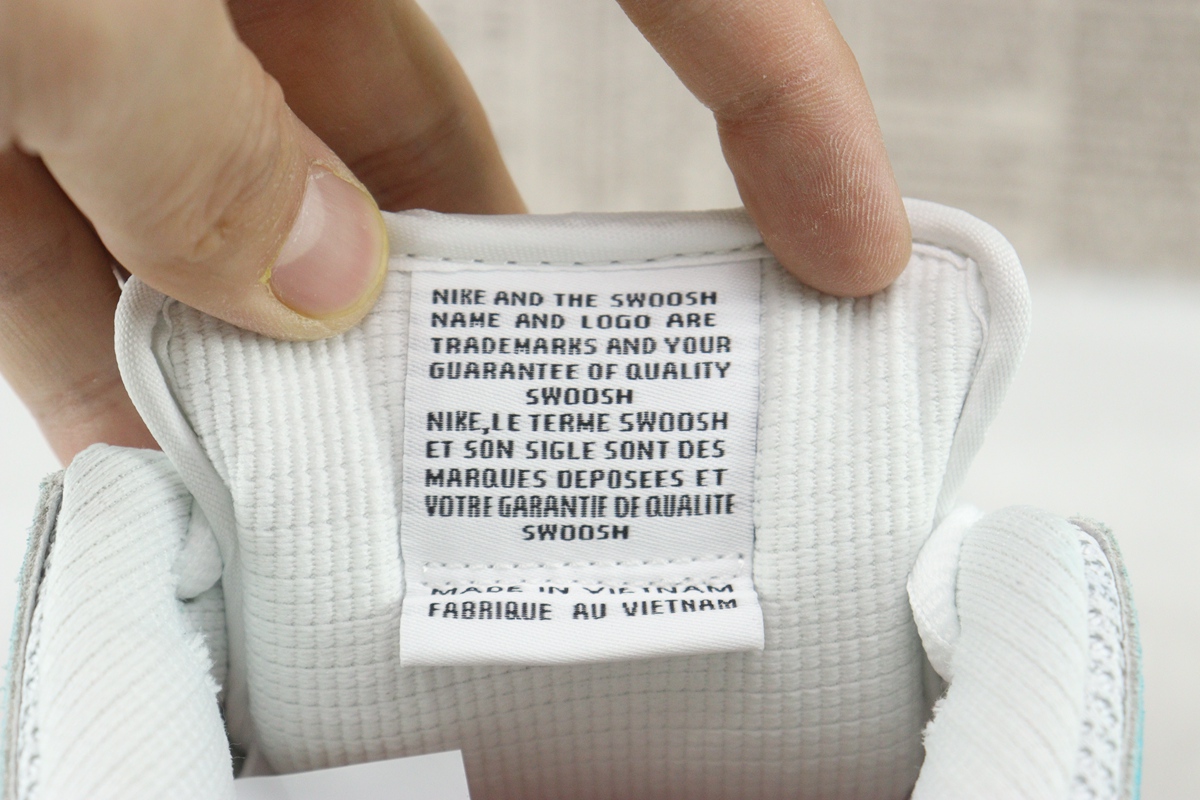 NIKE AND THE SWOOSH
NAME AND LOGO ARE
TRADEMARKS AND YOUR
GUARANTEE OF QUALITY
SWOOSH
NIKE,LE TERME SWOOSH
ET SON SIGLE SONT DES
MARQUES DEPOSEES ET
VOTRE GARANTIE DE QUALITE
SWOOSH
MADE IN VIETNAM
FABRIQUE AU VIETNAM